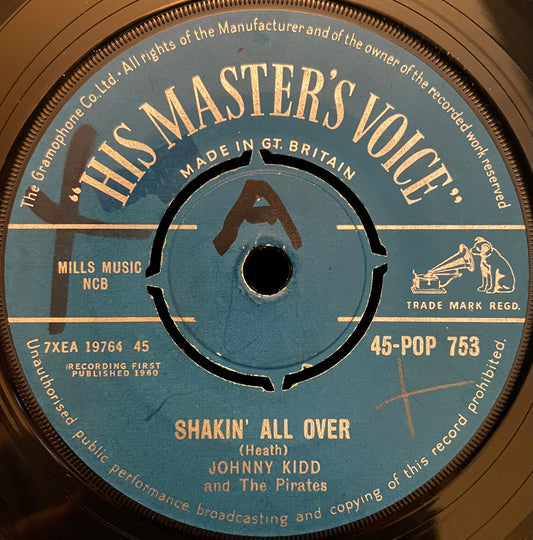 The Gramophone Co. Ltd. · All rights of the Manufacturer and of the owner of the recorded work reserved.
"HIS MASTER'S VOICE"
MADE IN GT. BRITAIN
A
MILLS MUSIC
NCB
TRADE MARK REGD.
7XEA 19764 45
45-POP 753
(RECORDING FIRST
PUBLISHED 1960
SHAKIN' ALL OVER
(Heath)
JOHNNY KIDD
and The Pirates
Unauthorised public performance, broadcasting and copying of this record prohibited.